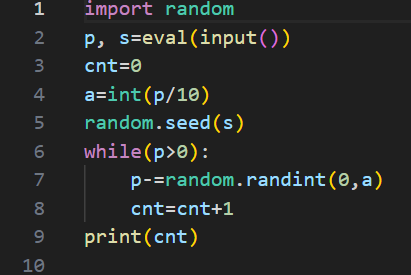 1 import random
2 p, s=eval(input())
3 cnt=0
4 a=int(p/10)
5 random.seed(s)
6 while(p>0):
7     p-=random.randint(0,a)
8     cnt=cnt+1
9 print(cnt)
10